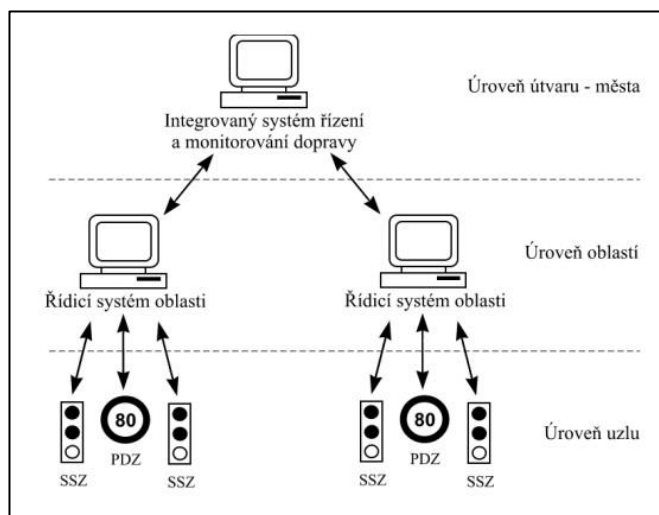 Úroveň útvaru - města
Integrovaný systém řízení
a monitorování dopravy
Úroveň oblastí
Řídicí systém oblasti
Řídicí systém oblasti
80
80
Úroveň uzlu
PDZ
PDZ
SSZ
SSZ
SSZ
SSZ